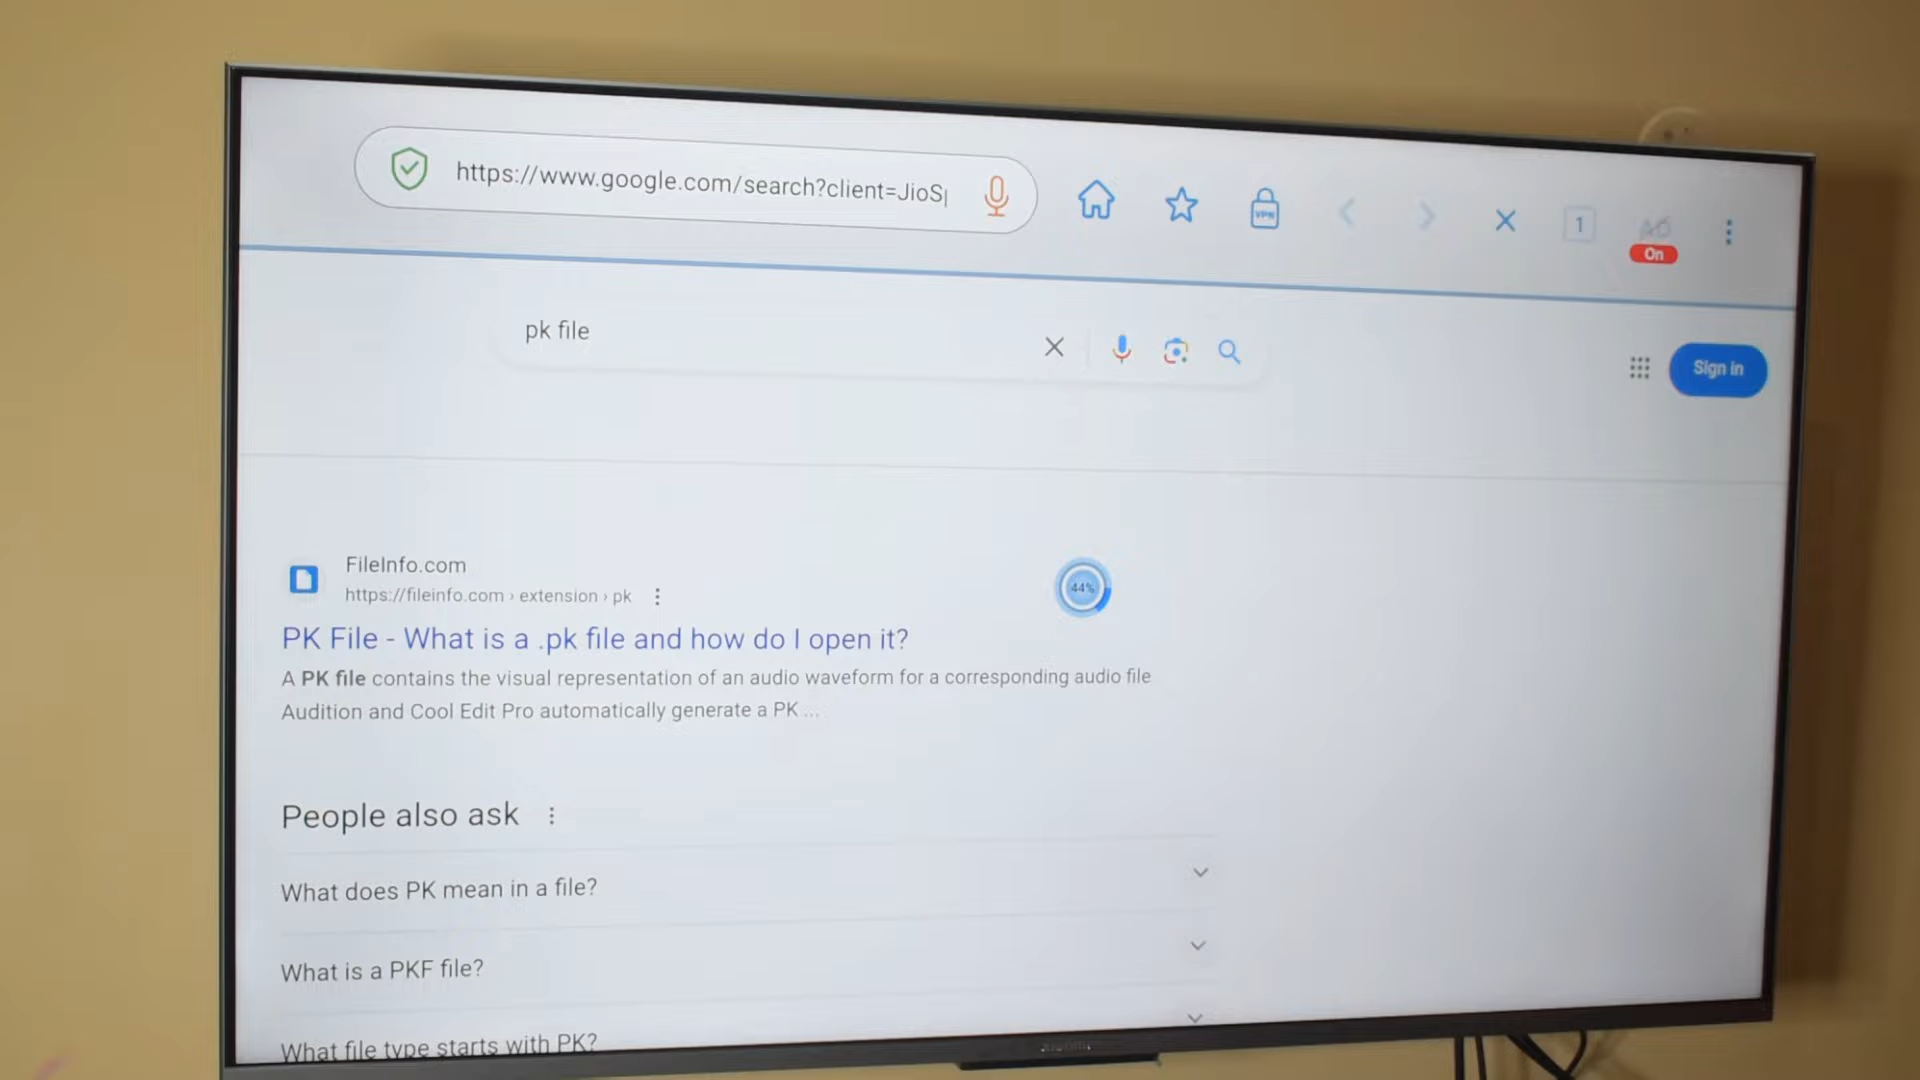 https://www.google.com/search?client=JioS
VPN
1
AD
On
pk file
Sign in
FileInfo.com
https://fileinfo.com › extension › pk
44%
PK File - What is a .pk file and how do I open it?
A PK file contains the visual representation of an audio waveform for a corresponding audio file
Audition and Cool Edit Pro automatically generate a PK ...
People also ask
What does PK mean in a file?
What is a PKF file?
What file type starts with PK?